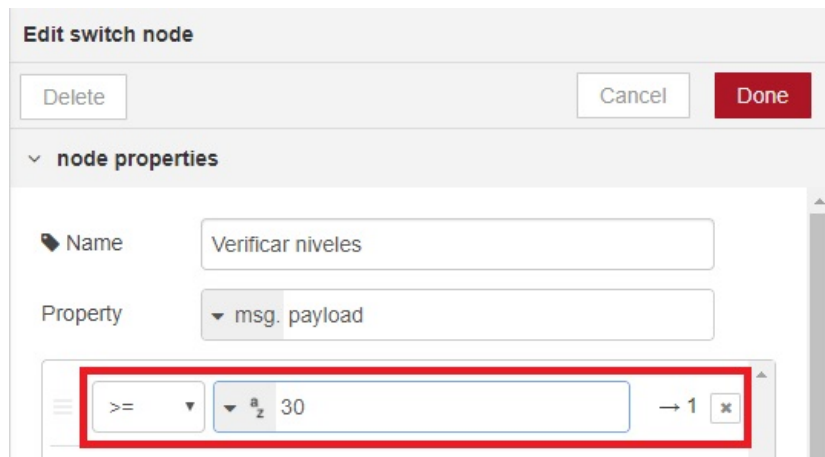 Edit switch node
Delete Cancel Done
node properties
Name Verificar niveles
Property msg. payload
>= a z 30 → 1 x